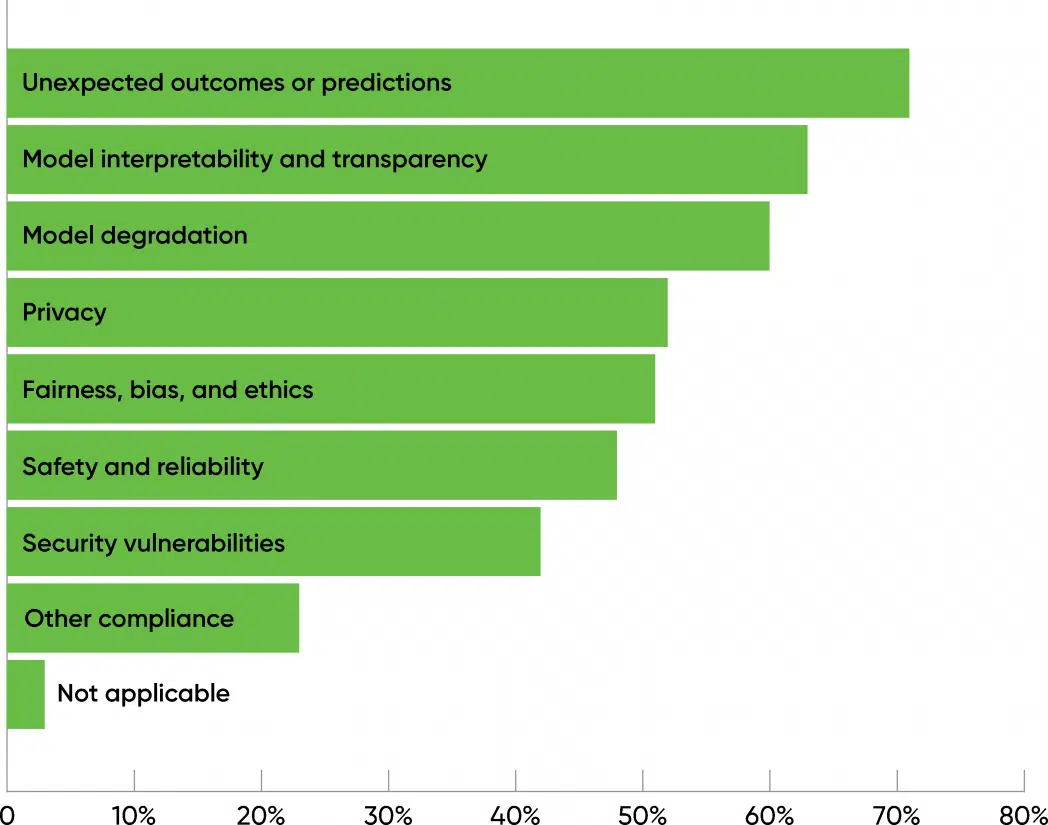 Unexpected outcomes or predictions
Model interpretability and transparency
Model degradation
Privacy
Fairness, bias, and ethics
Safety and reliability
Security vulnerabilities
Other compliance
Not applicable
0 10% 20% 30% 40% 50% 60% 70% 80%